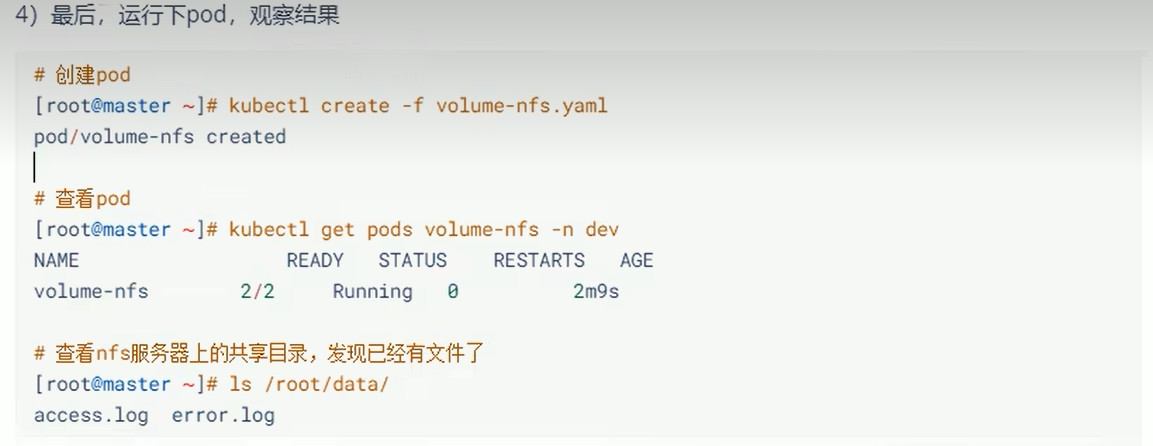 4）最后，运行下pod，观察结果
# 创建pod
[root@master ~]# kubectl create -f volume-nfs.yaml
pod/volume-nfs created
# 查看pod
[root@master ~]# kubectl get pods volume-nfs -n dev
NAME READY STATUS RESTARTS AGE
volume-nfs 2/2 Running 0 2m9s
# 查看nfs服务器上的共享目录，发现已经有文件了
[root@master ~]# ls /root/data/
access.log error.log